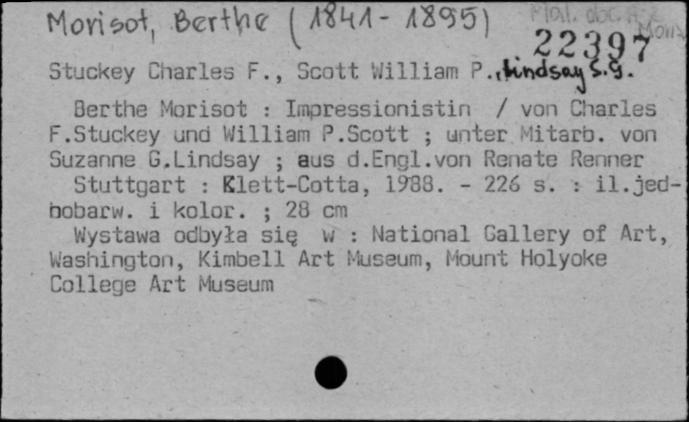 Morisot, Berthe (1841-1895)
22397
Stuckey Charles F., Scott William P., Lindsay S.G.
Berthe Morisot : Impressionistin / von Charles
F.Stuckey und William P.Scott ; unter Mitarb. von
Suzanne G.Lindsay ; aus d.Engl.von Renate Renner
Stuttgart : Klett-Cotta, 1988. - 226 s. : il.jed-
nobarw. i kolor. ; 28 cm
Wystawa odbyła się w : National Gallery of Art,
Washington, Kimbell Art Museum, Mount Holyoke
College Art Museum